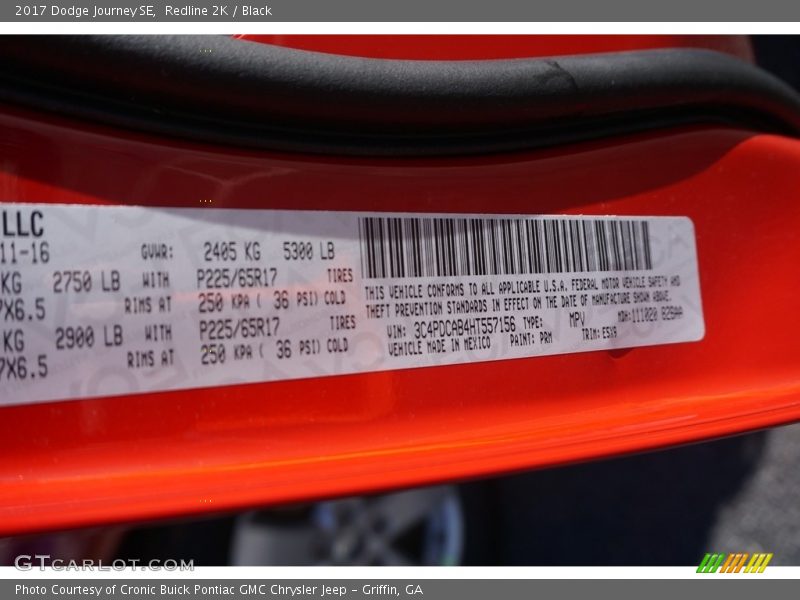 2017 Dodge Journey SE, Redline 2K / Black
LLC
11-16 GVWR: 2405 KG 5300 LB
KG 2750 LB WITH P225/65R17 TIRES
7X6.5 RIMS AT 250 KPA ( 36 PSI) COLD
KG 2900 LB WITH P225/65R17 TIRES
7X6.5 RIMS AT 250 KPA ( 36 PSI) COLD
THIS VEHICLE CONFORMS TO ALL APPLICABLE U.S.A. FEDERAL MOTOR VEHICLE SAFETY AND
THEFT PREVENTION STANDARDS IN EFFECT ON THE DATE OF MANUFACTURE SHOWN ABOVE.
VIN: 3C4PDCAB4HT557156 TYPE: MPV MDH:111020
VEHICLE MADE IN MEXICO PAINT: PRM TRIM:
GTCARLOT.COM
Photo Courtesy of Cronic Buick Pontiac GMC Chrysler Jeep - Griffin, GA